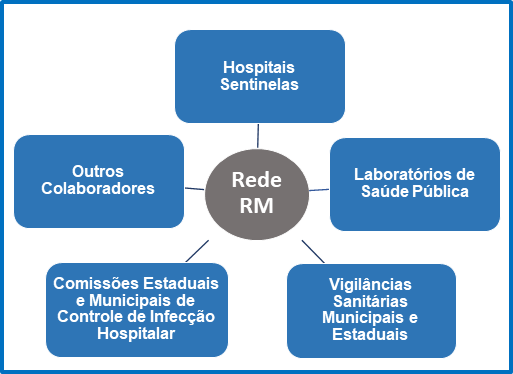 Hospitais
Sentinelas
Outros
Colaboradores
Rede
RM
Laboratórios de
Saúde Pública
Comissões Estaduais
e Municipais de
Controle de Infecção
Hospitalar
Vigilâncias
Sanitárias
Municipais e
Estaduais